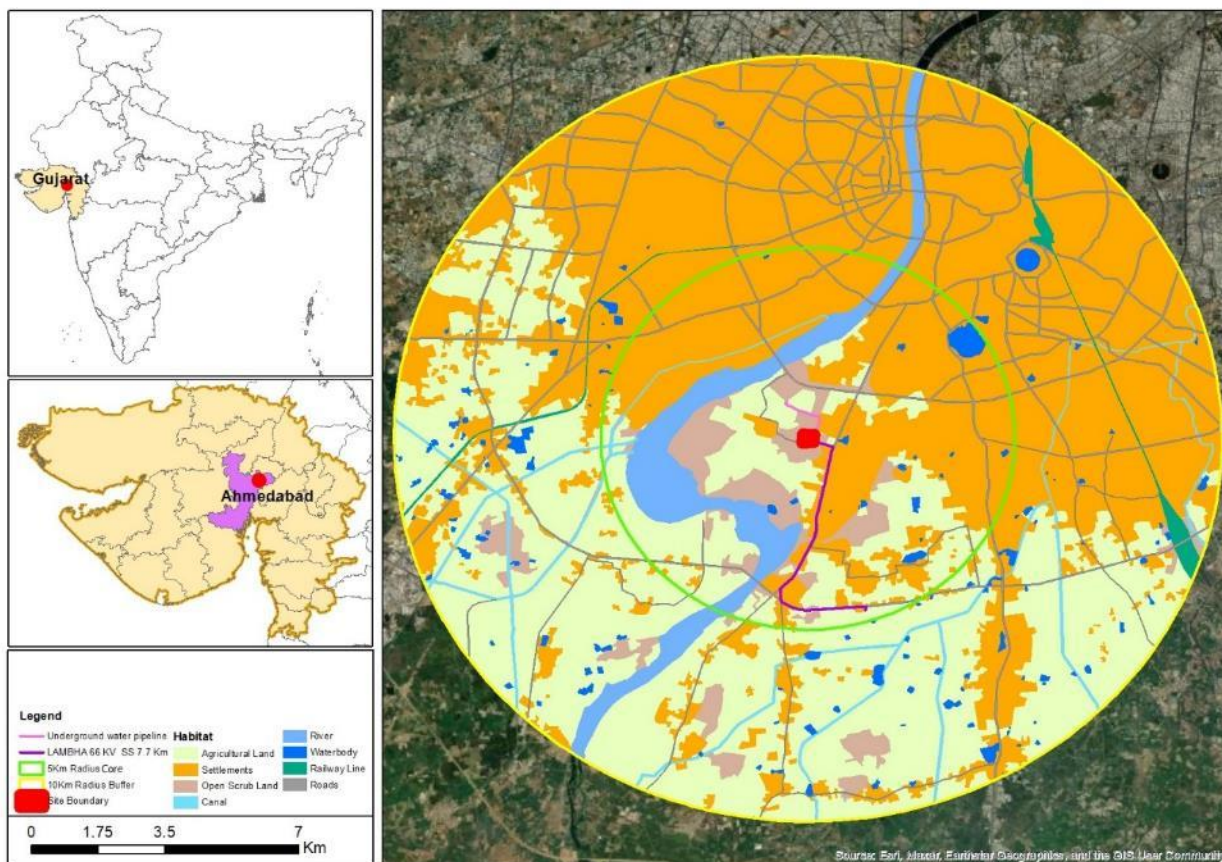 Gujarat
Ahmedabad
Legend
Underground water pipeline
LAMBHA 66 KV SS 7.7 Km
5Km Radius Core
10Km Radius Buffer
Site Boundary
Habitat
Agricultural Land
Settlements
Open Scrub Land
Canal
River
Waterbody
Railway Line
Roads
0 1.75 3.5 7
Km
Source: Esri, Maxar, Earthstar Geographics, and the GIS User Communit